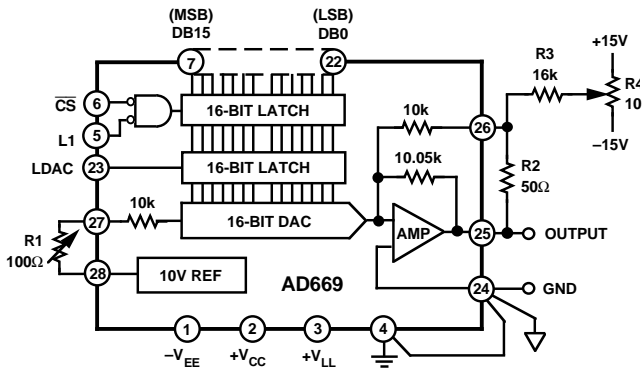 (MSB) (LSB)
DB15 DB0
7 22
+15V
R3
16k
R4
–15V
CS 6
L1 5
16-BIT LATCH
10k 26
LDAC 23
16-BIT LATCH
10.05k
R2
50Ω
27 10k
16-BIT DAC
R1
100Ω
AMP
25 OUTPUT
28 10V REF
AD669
24 GND
1 2 3 4
–VEE +VCC +VLL